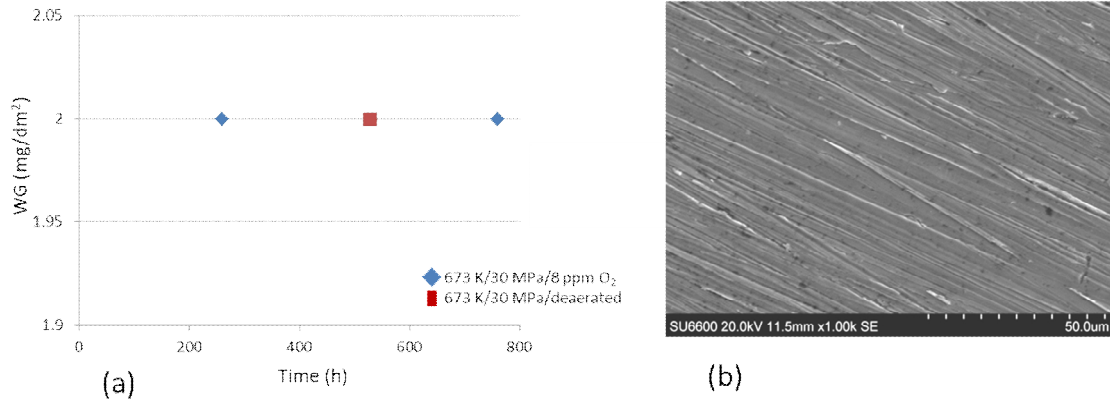 2.05
2
1.95
1.9
WG (mg/dm²)
0 200 400 600 800
Time (h)
673 K/30 MPa/8 ppm O₂
673 K/30 MPa/deaerated
(a)
SU6600 20.0kV 11.5mm x1.00k SE 50.0um
(b)